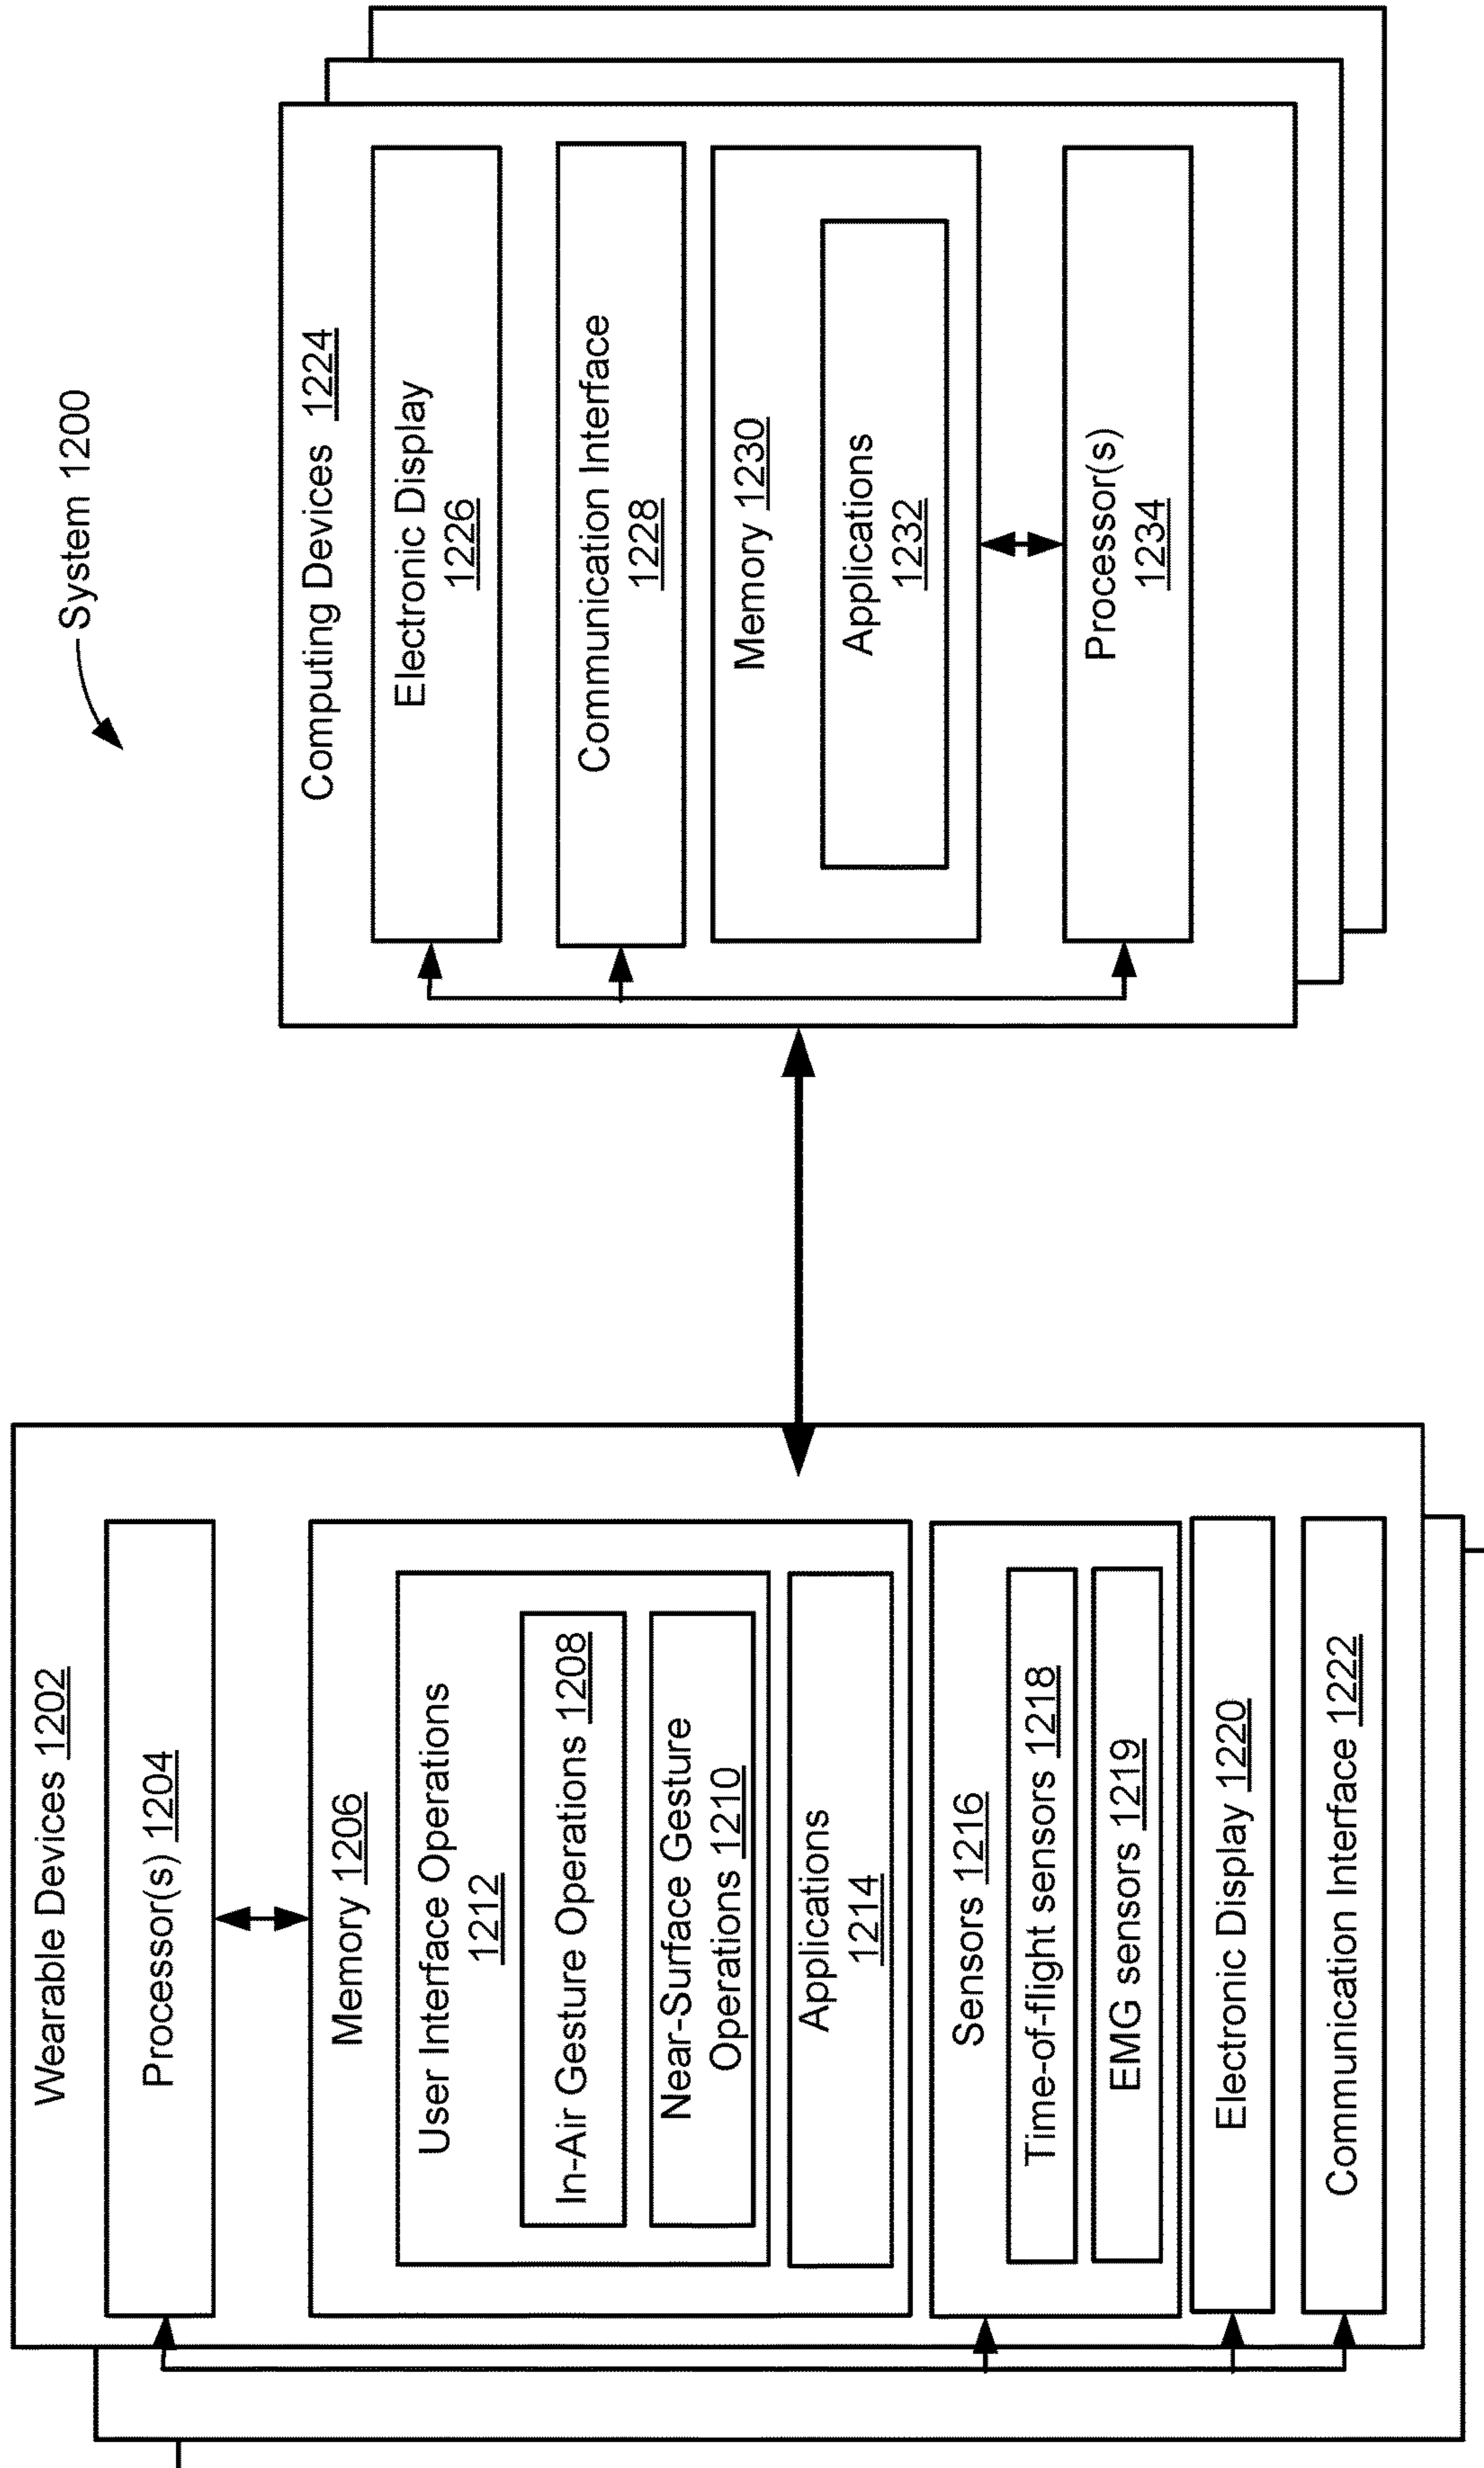 System 1200
Wearable Devices 1202
Processor(s) 1204
Memory 1206
User Interface Operations
1212
In-Air Gesture Operations 1208
Near-Surface Gesture
Operations 1210
Applications
1214
Sensors 1216
Time-of-flight sensors 1218
EMG sensors 1219
Electronic Display 1220
Communication Interface 1222
Computing Devices 1224
Electronic Display
1226
Communication Interface
1228
Memory 1230
Applications
1232
Processor(s)
1234